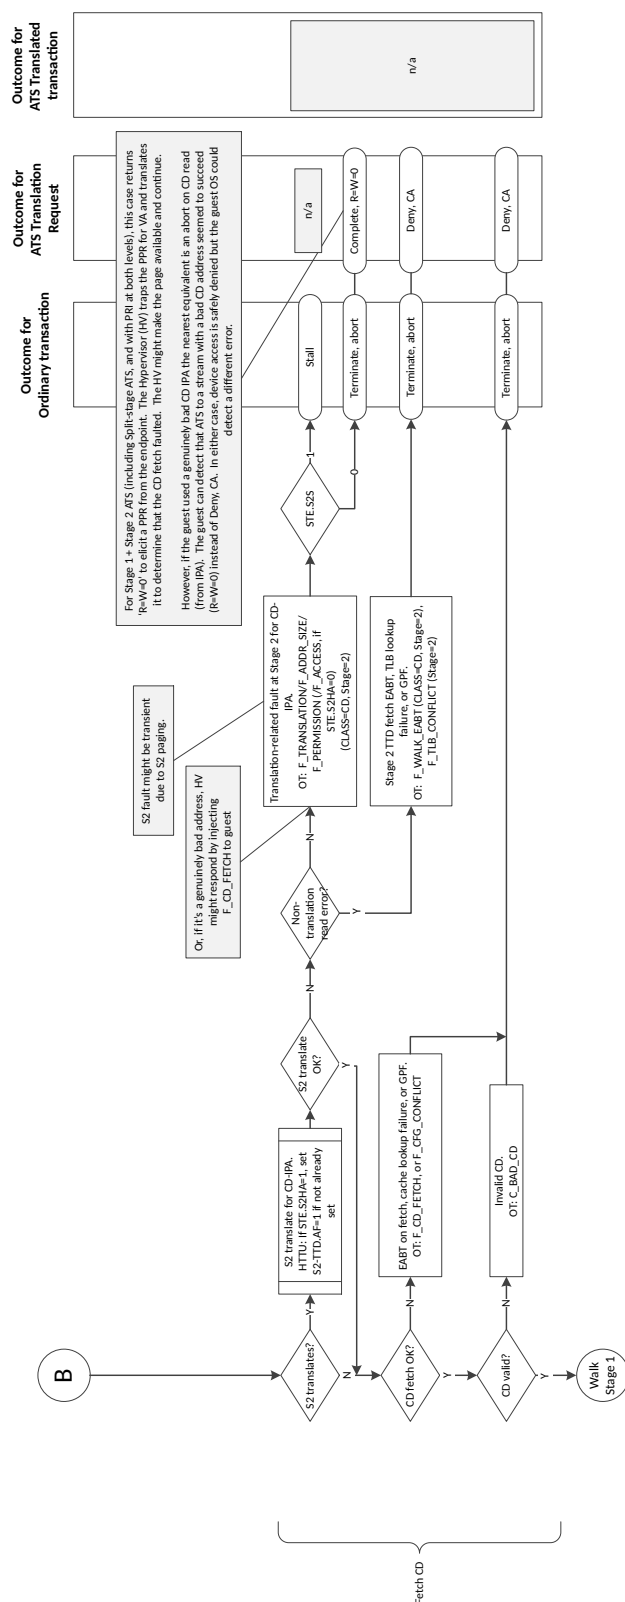 Outcome for
Ordinary transaction
Outcome for
ATS Translation
Request
Outcome for
ATS Translated
transaction
B
For Stage 1 + Stage 2 ATS (including Split-stage ATS, and with PRI at both levels), this case returns
'R=W=0' to elicit a PPR from the endpoint. The Hypervisor (HV) traps the PPR for VA and translates
it to determine that the CD fetch faulted. The HV might make the page available and continue.
However, if the guest used a genuinely bad CD IPA the nearest equivalent is an abort on CD read
(from IPA). The guest can detect that ATS to a stream with a bad CD address seemed to succeed
(R=W=0) instead of Deny, CA. In either case, device access is safely denied but the guest OS could
detect a different error.
S2 fault might be transient
due to S2 paging.
Or, if it's a genuinely bad address, HV
might respond by injecting
F_CD_FETCH to guest
S2 translates?
Y
N
S2 translate for CD-IPA.
HTTU: If STE.S2HA=1, set
S2-TTD.AF=1 if not already
set
S2 translate
OK?
N
Y
Non-
translation
read error?
N
Y
Translation-related fault at Stage 2 for CD-
IPA.
OT: F_TRANSLATION/F_ADDR_SIZE/
F_PERMISSION (/F_ACCESS, if
STE.S2HA=0)
(CLASS=CD, Stage=2)
STE.S2S
1
0
Stall
n/a
n/a
Terminate, abort
Complete, R=W=0
CD fetch OK?
N
Y
EABT on fetch, cache lookup failure, or GPF.
OT: F_CD_FETCH, or F_CFG_CONFLICT
Stage 2 TTD fetch EABT, TLB lookup
failure, or GPF.
OT: F_WALK_EABT (CLASS=CD, Stage=2),
F_TLB_CONFLICT (Stage=2)
Terminate, abort
Deny, CA
CD valid?
N
Y
Invalid CD.
OT: C_BAD_CD
Terminate, abort
Deny, CA
Walk
Stage 1
Fetch CD